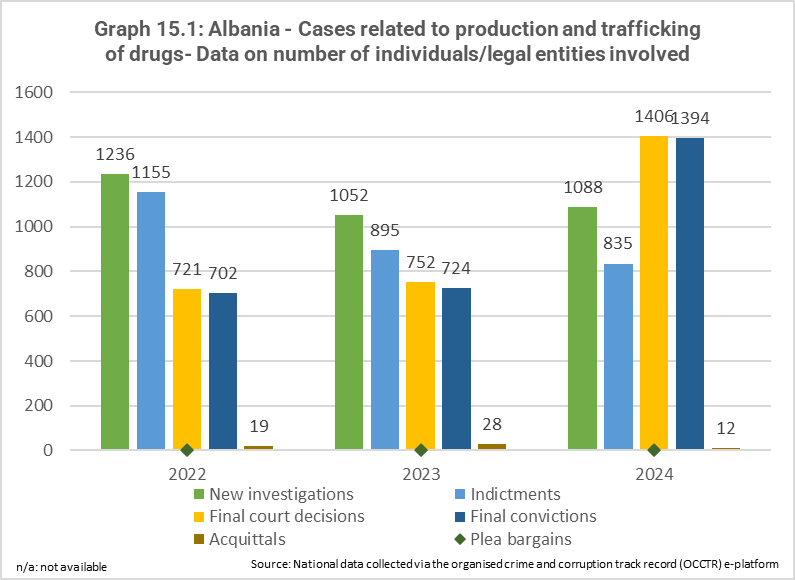 Graph 15.1: Albania - Cases related to production and trafficking
of drugs- Data on number of individuals/legal entities involved
1600
1400
1200
1000
800
600
400
200
0
1236
1155
721
702
19
1052
895
752
724
28
1088
835
1406
1394
12
2022
2023
2024
New investigations
Indictments
Final court decisions
Final convictions
Acquittals
Plea bargains
n/a: not available
Source: National data collected via the organised crime and corruption track record (OCCTR) e-platform